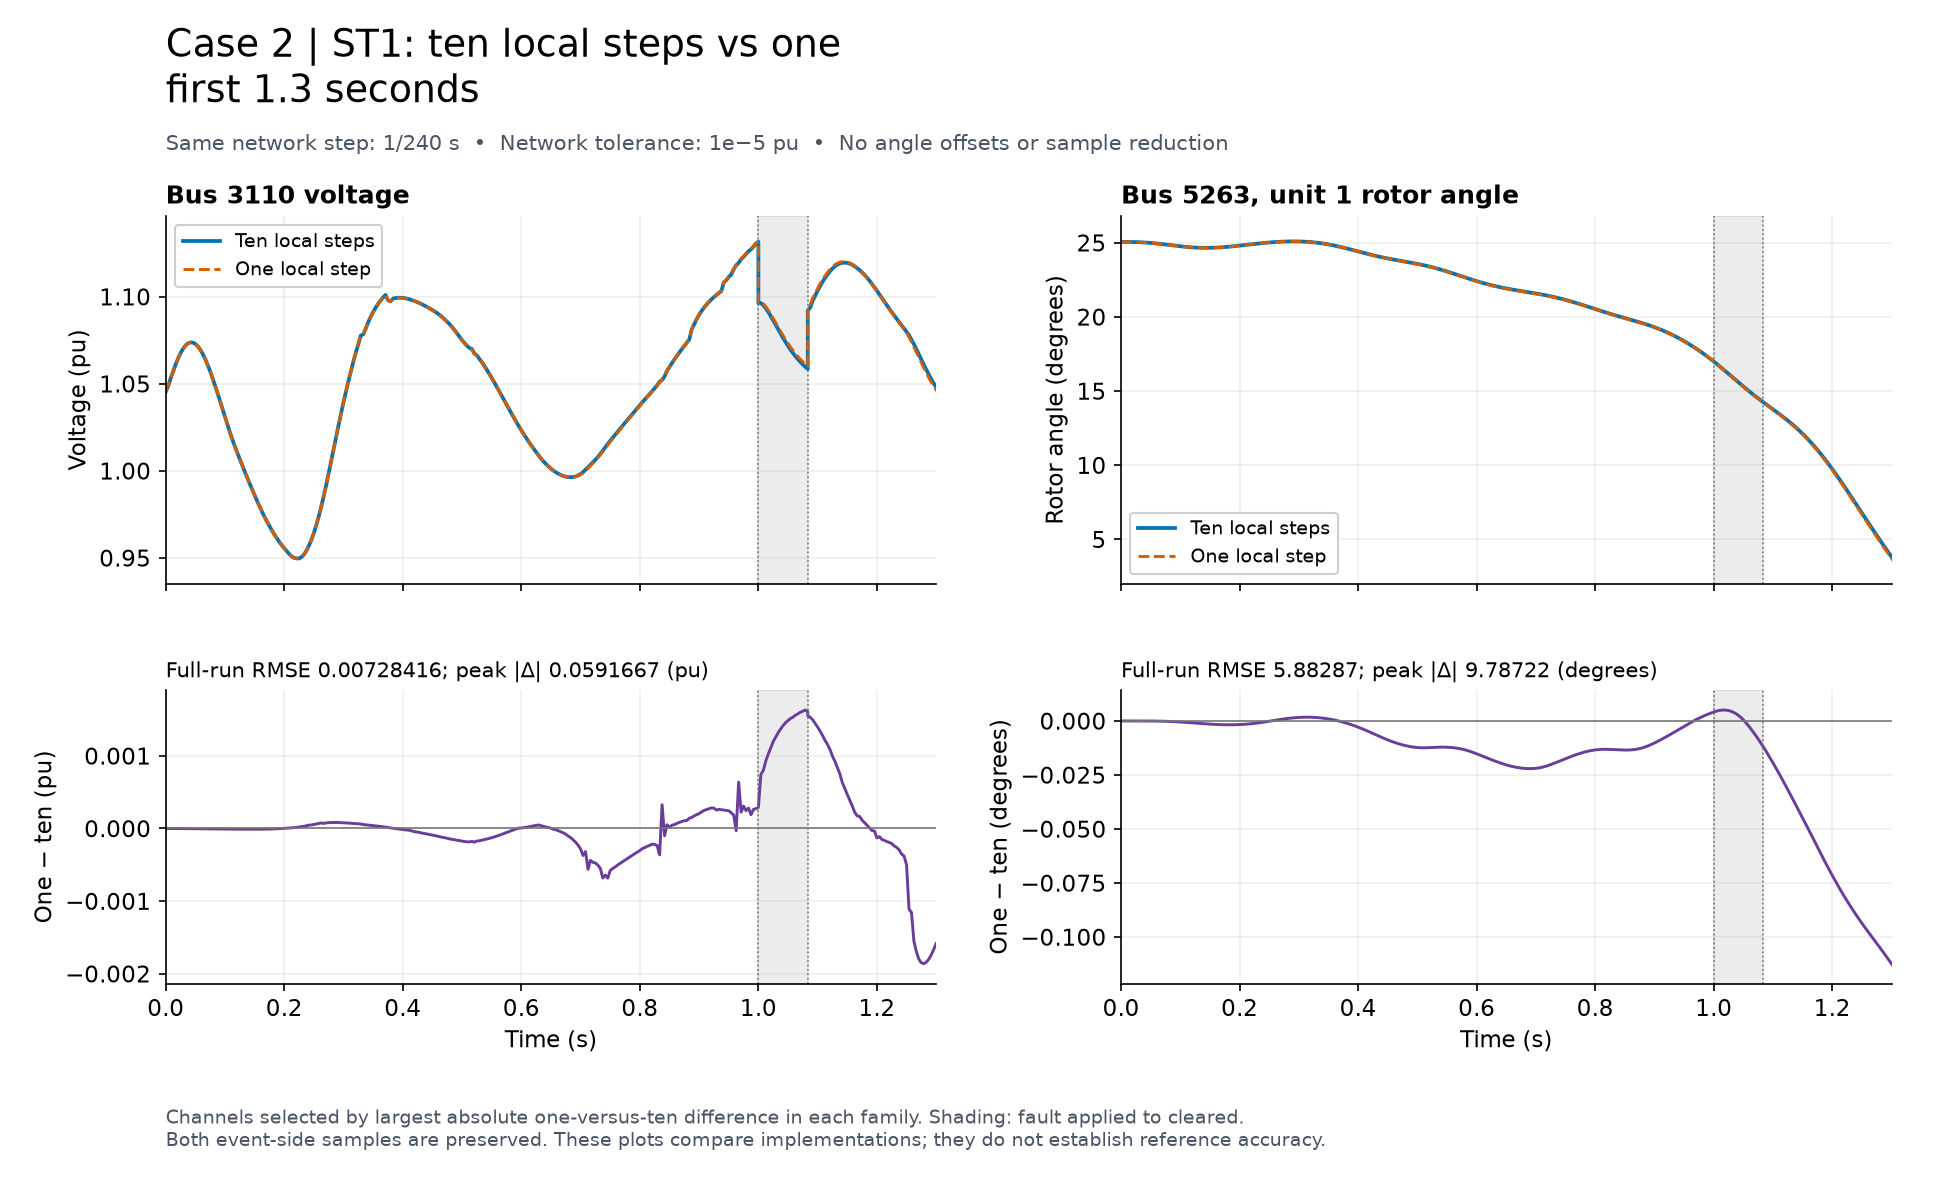 Case 2 | ST1: ten local steps vs one
first 1.3 seconds
Same network step: 1/240 s • Network tolerance: 1e−5 pu • No angle offsets or sample reduction
Bus 3110 voltage
Ten local steps
One local step
Voltage (pu)
1.10
1.05
1.00
0.95
Bus 5263, unit 1 rotor angle
Ten local steps
One local step
Rotor angle (degrees)
25
20
15
10
5
Full-run RMSE 0.00728416; peak |Δ| 0.0591667 (pu)
One − ten (pu)
0.001
0.000
−0.001
−0.002
0.0 0.2 0.4 0.6 0.8 1.0 1.2
Time (s)
Full-run RMSE 5.88287; peak |Δ| 9.78722 (degrees)
One − ten (degrees)
0.000
−0.025
−0.050
−0.075
−0.100
0.0 0.2 0.4 0.6 0.8 1.0 1.2
Time (s)
Channels selected by largest absolute one-versus-ten difference in each family. Shading: fault applied to cleared.
Both event-side samples are preserved. These plots compare implementations; they do not establish reference accuracy.